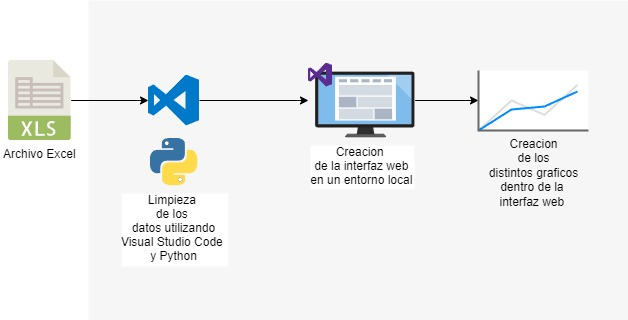 XLS
Archivo Excel
Limpieza
de los
datos utilizando
Visual Studio Code
y Python
Creacion
de la interfaz web
en un entorno local
Creacion
de los
distintos graficos
dentro de la
interfaz web